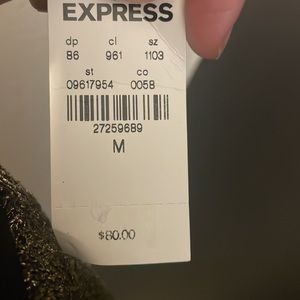 EXPRESS
dp cl sz
86 961 1103
st co
09617954 0058
27259689
M
$80.00